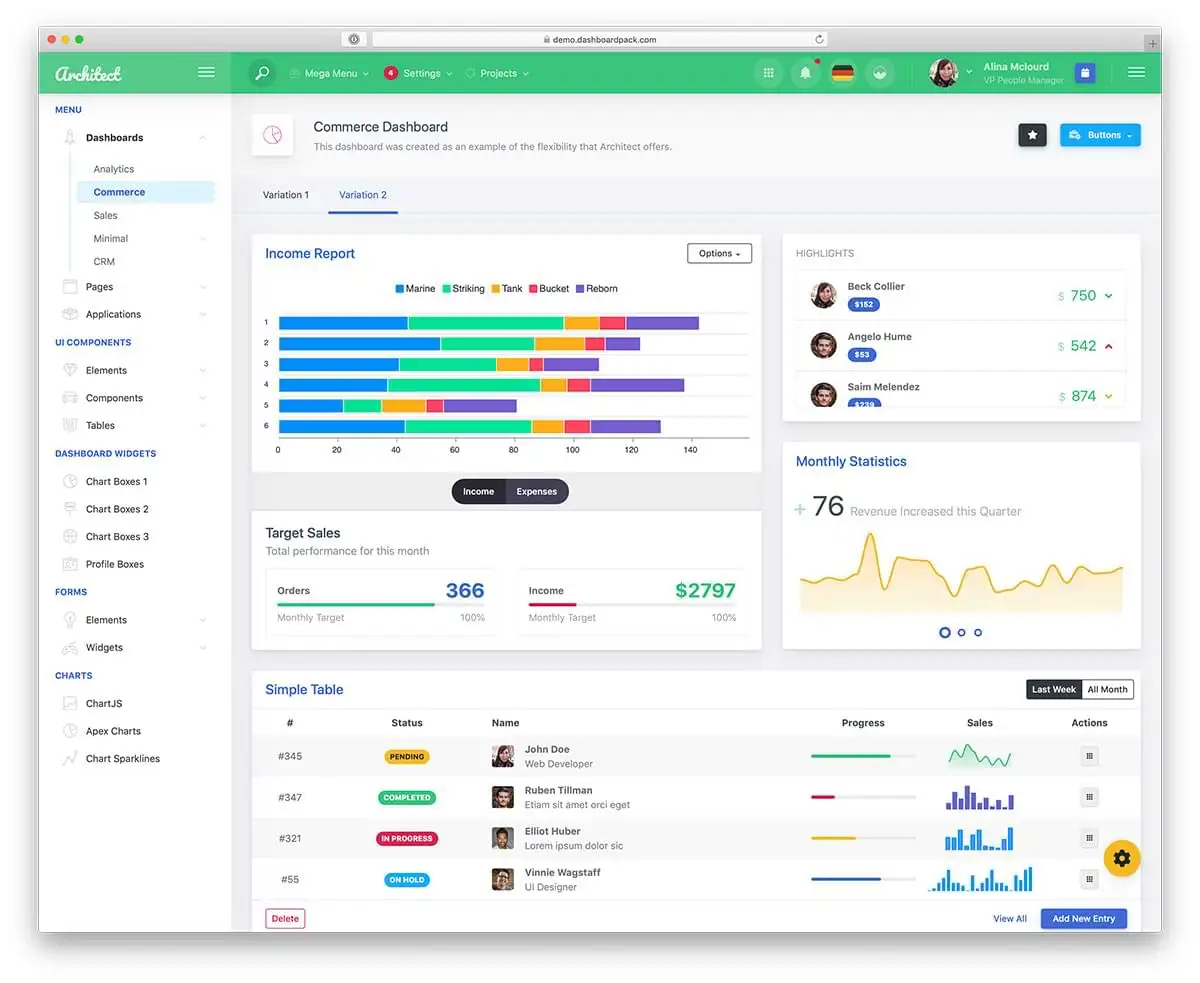 demo.dashboardpack.com
Architect
Mega Menu
4 Settings
Projects
Alina Mclourd
VP People Manager
MENU
Dashboards
Analytics
Commerce
Sales
Minimal
CRM
Pages
Applications
UI COMPONENTS
Elements
Components
Tables
DASHBOARD WIDGETS
Chart Boxes 1
Chart Boxes 2
Chart Boxes 3
Profile Boxes
FORMS
Elements
Widgets
CHARTS
ChartJS
Apex Charts
Chart Sparklines
Commerce Dashboard
This dashboard was created as an example of the flexibility that Architect offers.
Buttons
Variation 1 Variation 2
Income Report
Options
Marine Striking Tank Bucket Reborn
1
2
3
4
5
6
0 20 40 60 80 100 120 140
Income Expenses
Target Sales
Total performance for this month
Orders 366
Monthly Target 100%
Income $2797
Monthly Target 100%
HIGHLIGHTS
Beck Collier
$152
$ 750
Angelo Hume
$53
$ 542
Saim Melendez
$239
$ 874
Monthly Statistics
+ 76 Revenue Increased this Quarter
Simple Table
Last Week All Month
# Status Name Progress Sales Actions
#345 PENDING John Doe
Web Developer
#347 COMPLETED Ruben Tillman
Etiam sit amet orci eget
#321 IN PROGRESS Elliot Huber
Lorem ipsum dolor sic
#55 ON HOLD Vinnie Wagstaff
UI Designer
Delete View All Add New Entry